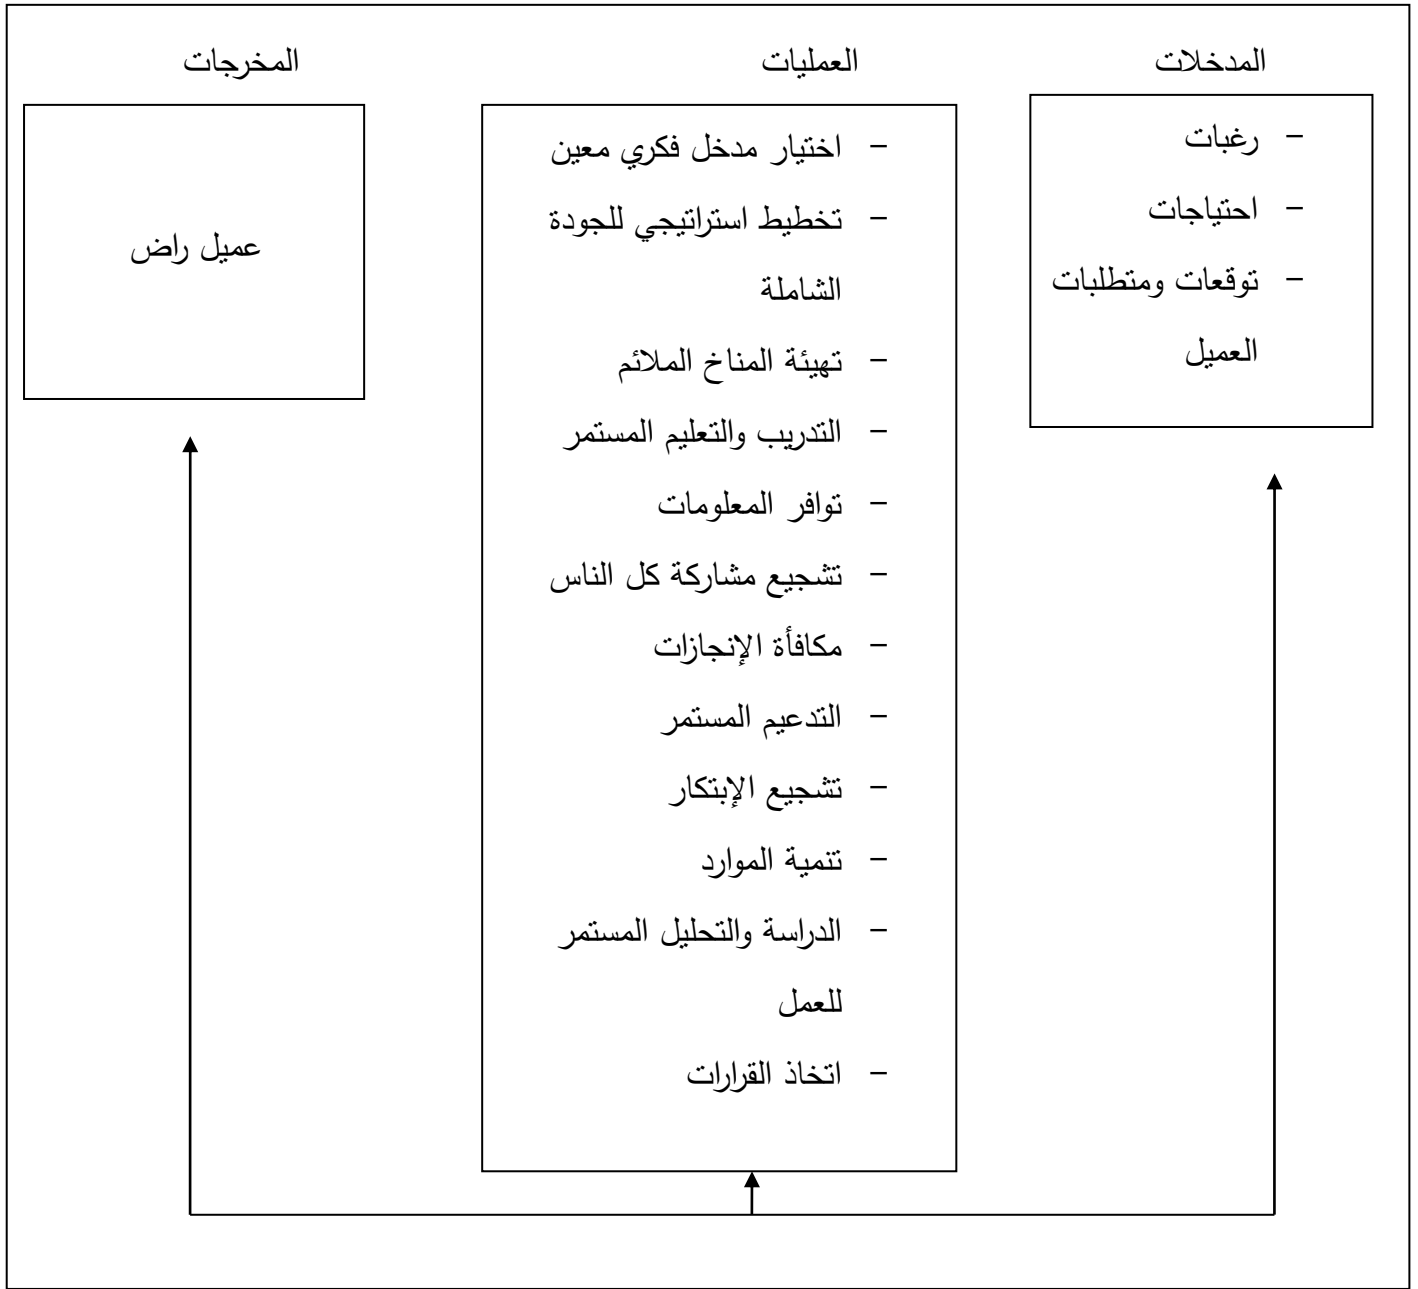 المدخلات
– رغبات
– احتياجات
– توقعات ومتطلبات
العميل
العمليات
– اختيار مدخل فكري معين
– تخطيط استراتيجي للجودة
الشاملة
– تهيئة المناخ الملائم
– التدريب والتعليم المستمر
– توافر المعلومات
– تشجيع مشاركة كل الناس
– مكافأة الإنجازات
– التدعيم المستمر
– تشجيع الإبتكار
– تنمية الموارد
– الدراسة والتحليل المستمر
للعمل
– اتخاذ القرارات
المخرجات
عميل راض